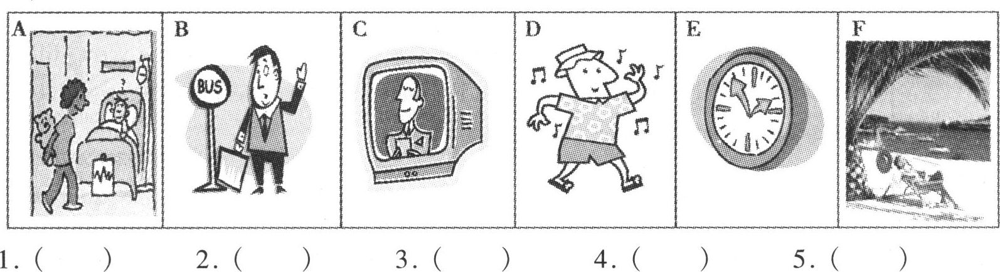 A B C D E F
BUS
1. ( ) 2. ( ) 3. ( ) 4. ( ) 5. ( )